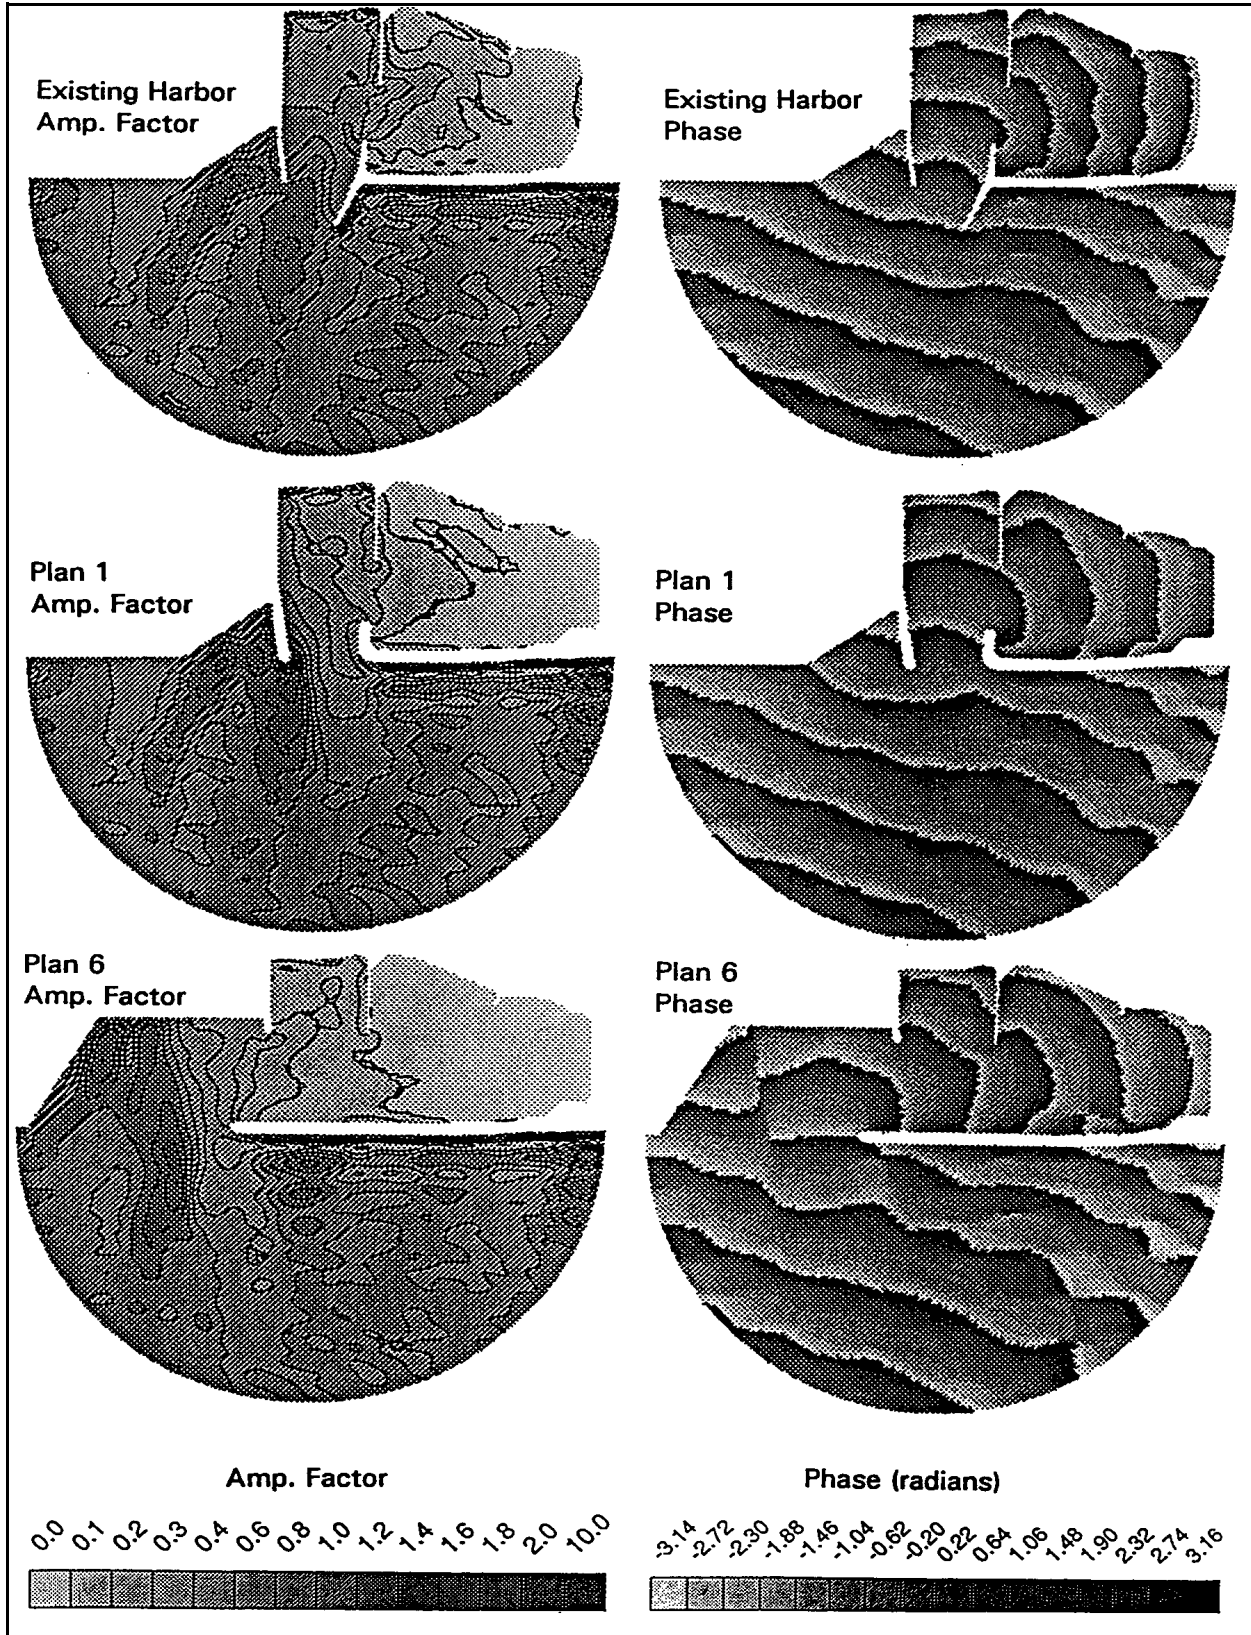 Existing Harbor
Amp. Factor
Existing Harbor
Phase
Plan 1
Amp. Factor
Plan 1
Phase
Plan 6
Amp. Factor
Plan 6
Phase
Amp. Factor
0.0 0.1 0.2 0.3 0.4 0.6 0.8 1.0 1.2 1.4 1.6 1.8 2.0 10.0
Phase (radians)
-3.14 -2.72 -2.30 -1.88 -1.46 -1.04 -0.62 -0.20 0.22 0.64 1.06 1.48 1.90 2.32 2.74 3.16